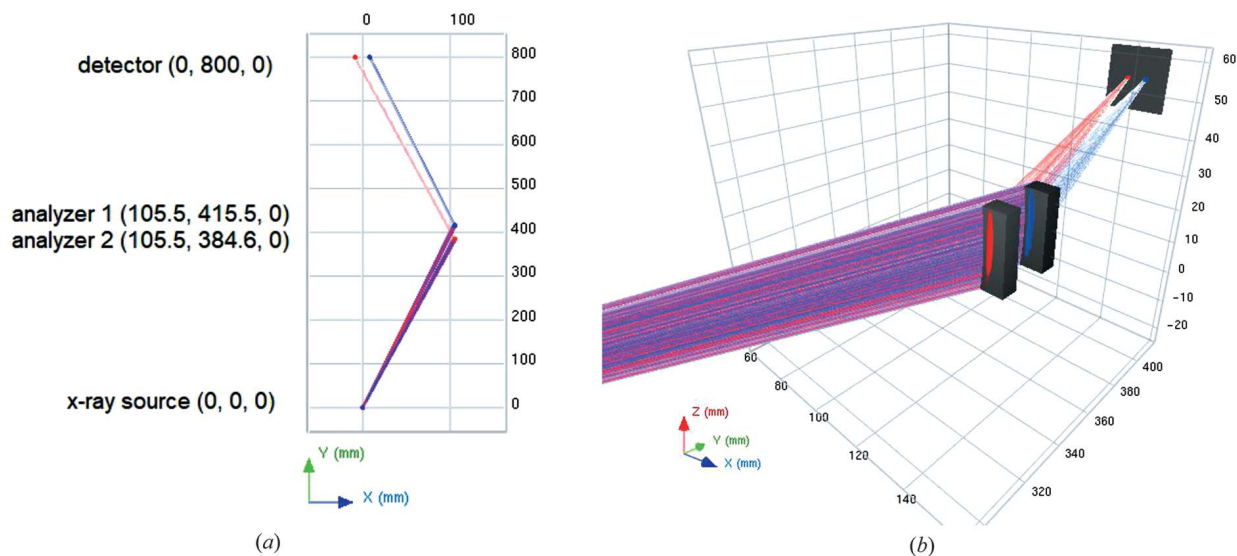 0 100
detector (0, 800, 0)
800
700
600
500
analyzer 1 (105.5, 415.5, 0)
analyzer 2 (105.5, 384.6, 0)
400
300
200
100
x-ray source (0, 0, 0)
0
Y (mm)
X (mm)
(a)
60
50
40
30
20
10
0
-10
-20
400
380
360
340
320
60
80
100
120
140
Z (mm)
Y (mm)
X (mm)
(b)